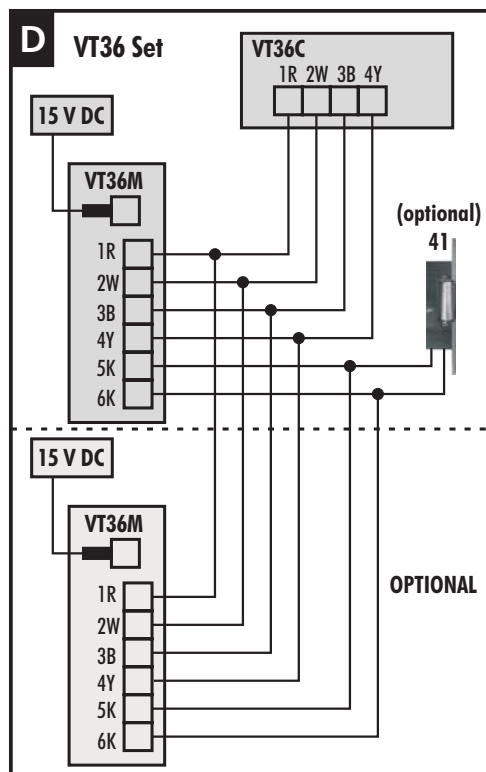 D VT36 Set
VT36C
1R 2W 3B 4Y
15 V DC
VT36M
1R
2W
3B
4Y
5K
6K
(optional)
41
15 V DC
VT36M
1R
2W
3B
4Y
5K
6K
OPTIONAL